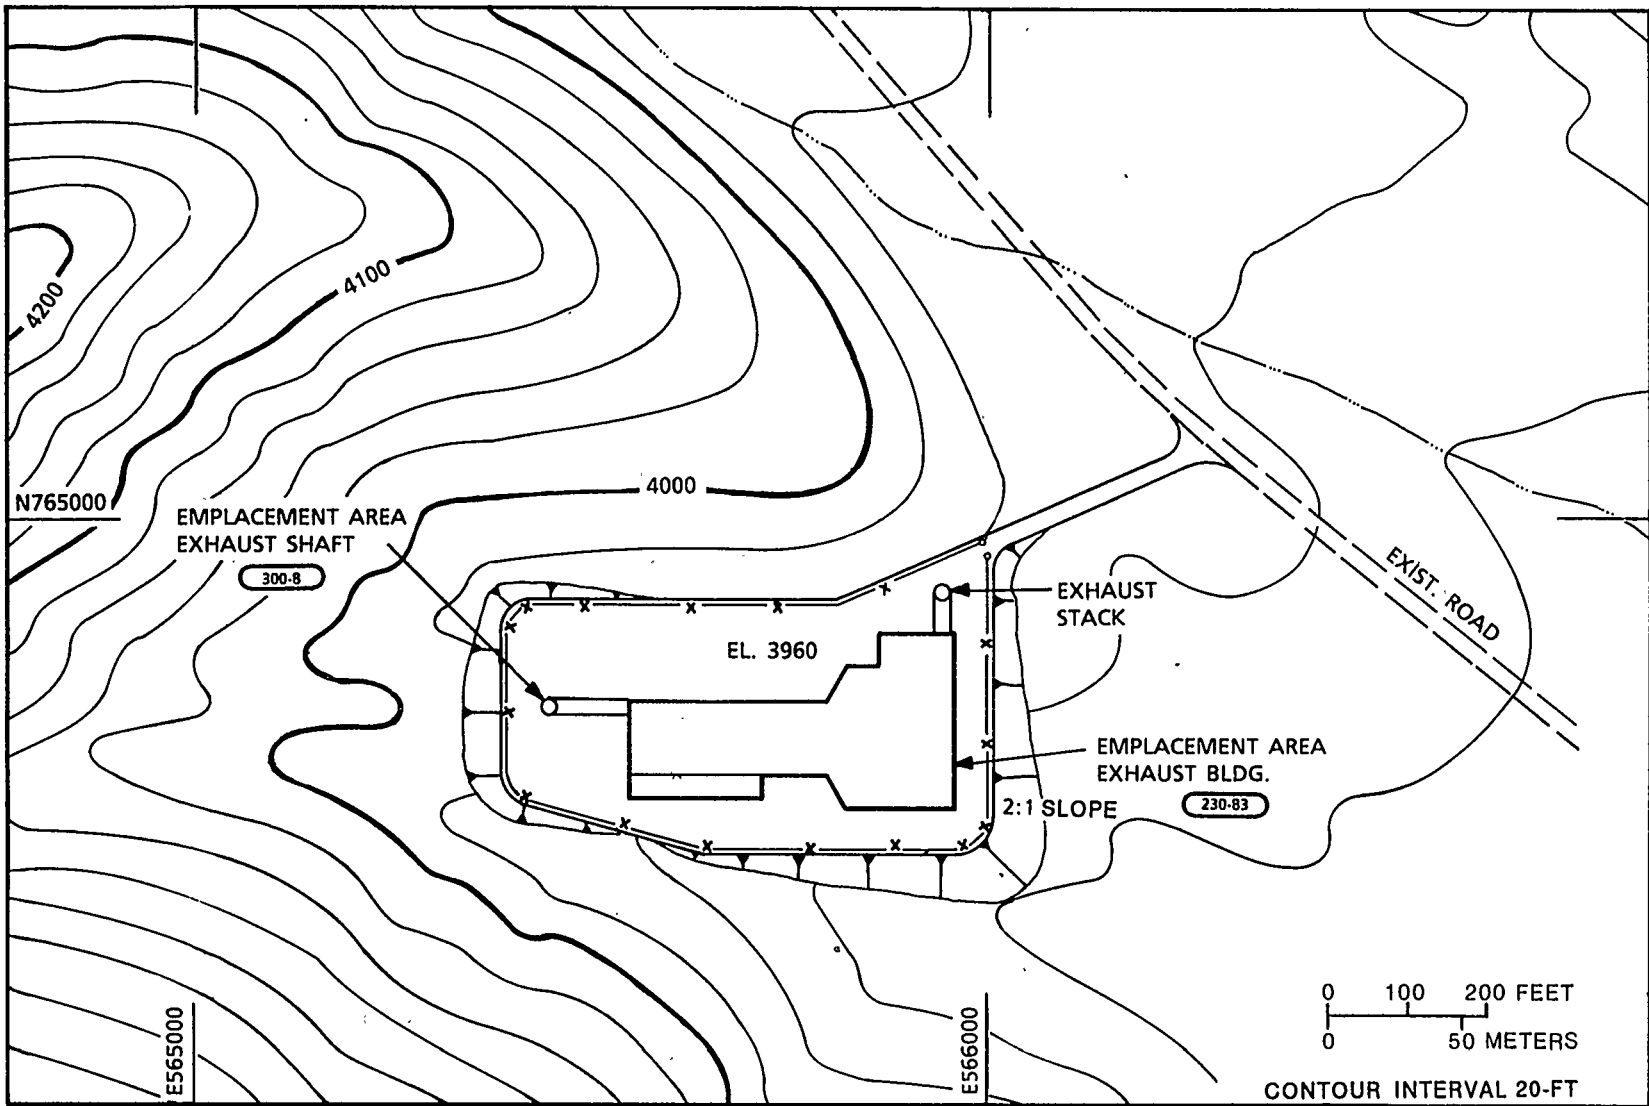 4200
4100
N765000
4000
EMPLACEMENT AREA
EXHAUST SHAFT
300-8
EXIST. ROAD
EXHAUST
STACK
EL. 3960
EMPLACEMENT AREA
EXHAUST BLDG.
230-83
2:1 SLOPE
E565000
E566000
0 100 200 FEET
0 50 METERS
CONTOUR INTERVAL 20-FT